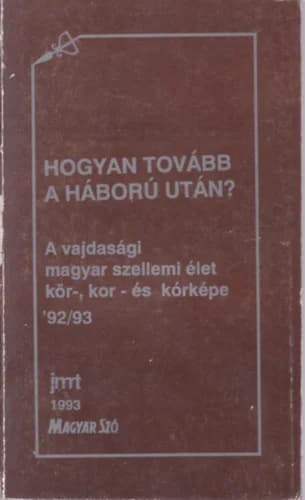 HOGYAN TOVÁBB
A HÁBORÚ UTÁN?
A vajdasági
magyar szellemi élet
kör-, kor - és kórképe
'92/93
jmt
1993
MAGYAR SZÓ